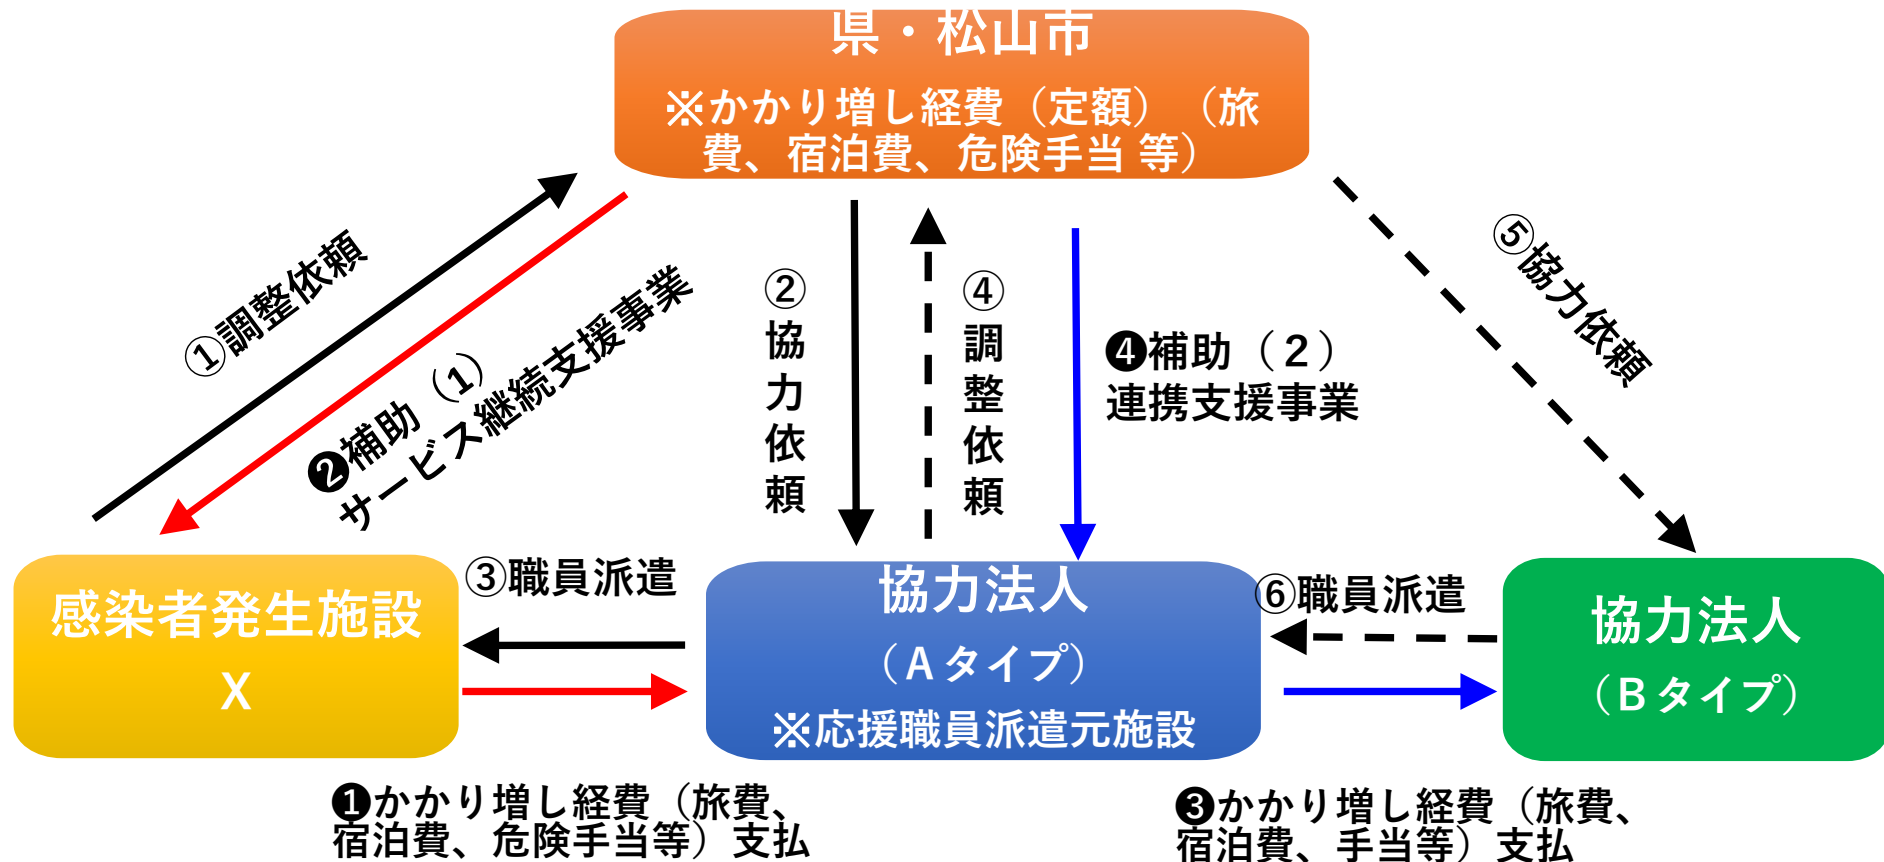 県・松山市
※かかり増し経費（定額）（旅
費、宿泊費、危険手当 等）
①調整依頼
❷補助（1）
サービス継続支援事業
②協力依頼
④調整依頼
❹補助（２）
連携支援事業
⑤協力依頼
感染者発生施設
X
③職員派遣
協力法人
（Ａタイプ）
※応援職員派遣元施設
⑥職員派遣
協力法人
（Ｂタイプ）
❶かかり増し経費（旅費、
宿泊費、危険手当等）支払
❸かかり増し経費（旅費、
宿泊費、手当等）支払